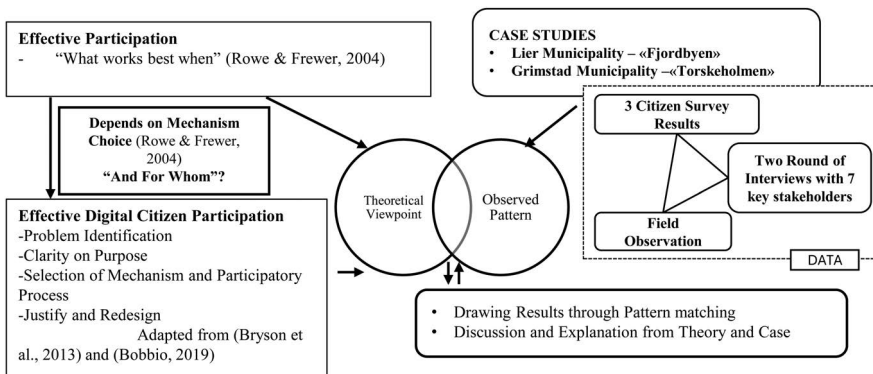 Effective Participation
- “What works best when” (Rowe & Frewer, 2004)
Depends on Mechanism
Choice (Rowe & Frewer,
2004)
“And For Whom”?
Effective Digital Citizen Participation
-Problem Identification
-Clarity on Purpose
-Selection of Mechanism and Participatory
Process
-Justify and Redesign
Adapted from (Bryson et
al., 2013) and (Bobbio, 2019)
Theoretical
Viewpoint
Observed
Pattern
CASE STUDIES
• Lier Municipality – «Fjordbyen»
• Grimstad Municipality –«Torskeholmen»
3 Citizen Survey
Results
Two Round of
Interviews with 7
key stakeholders
Field
Observation
DATA
• Drawing Results through Pattern matching
• Discussion and Explanation from Theory and Case